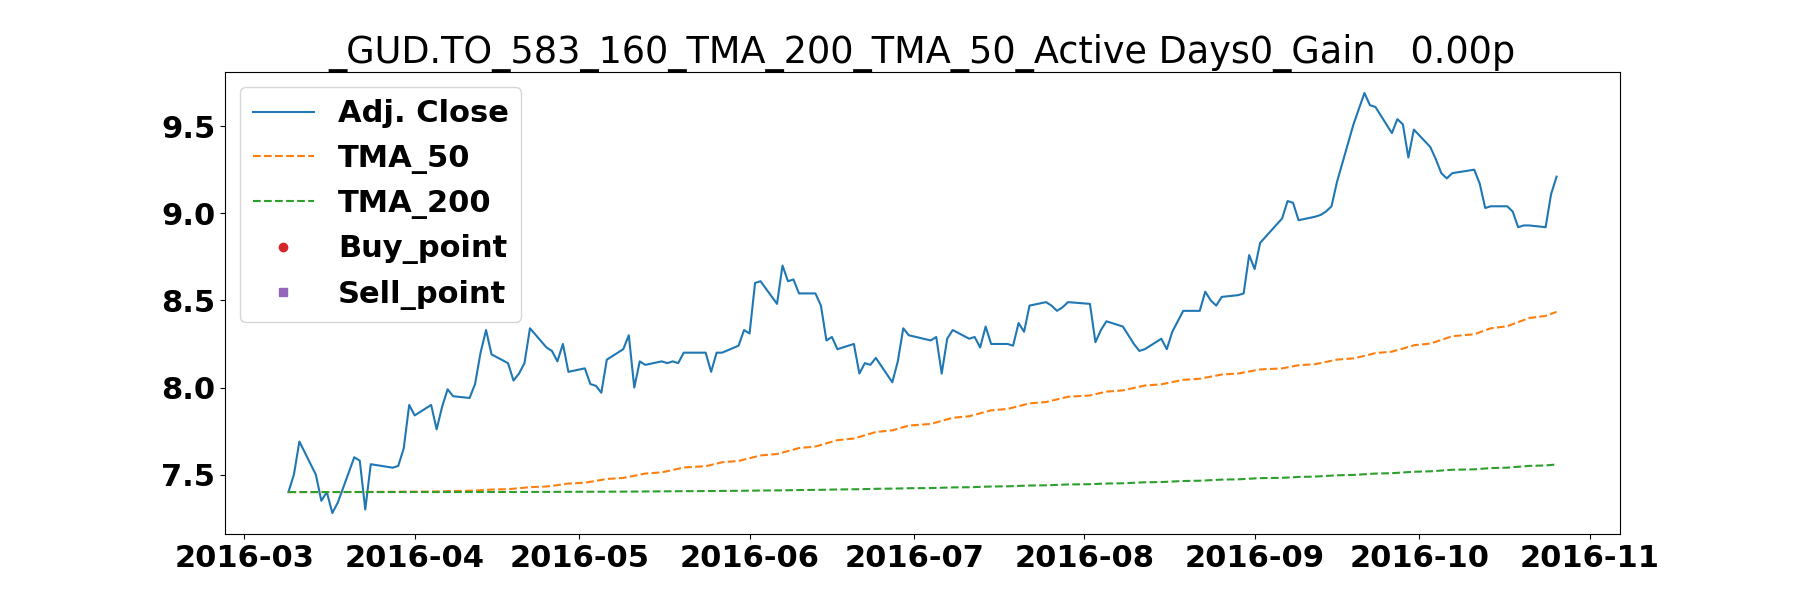 _GUD.TO_583_160_TMA_200_TMA_50_Active Days0_Gain   0.00p
Adj. Close
TMA_50
TMA_200
Buy_point
Sell_point
9.5
9.0
8.5
8.0
7.5
2016-03 2016-04 2016-05 2016-06 2016-07 2016-08 2016-09 2016-10 2016-11